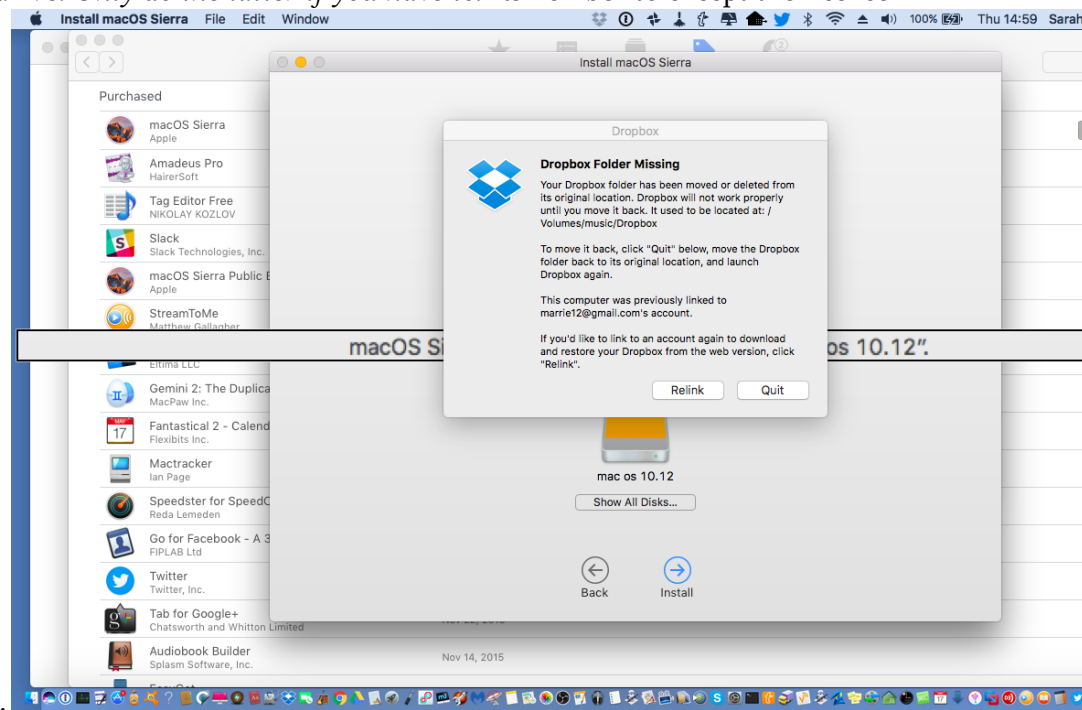 Install macOS Sierra File Edit Window 100% Thu 14:59 Sarah
Install macOS Sierra
Purchased
macOS Sierra
Apple
Amadeus Pro
HairerSoft
Tag Editor Free
NIKOLAY KOZLOV
Slack
Slack Technologies, Inc.
macOS Sierra Public
Apple
StreamToMe
Matthew Gallagher
Eltima LLC
Gemini 2: The Duplica
MacPaw Inc.
Fantastical 2 - Calend
Flexibits Inc.
Mactracker
Ian Page
Speedster for SpeedC
Reda Lemeden
Go for Facebook - A 3
FIPLAB Ltd
Twitter
Twitter, Inc.
Tab for Google+
Chatsworth and Whitton Limited
Audiobook Builder
Splasm Software, Inc.
Nov 14, 2015
Dropbox
Dropbox Folder Missing
Your Dropbox folder has been moved or deleted from
its original location. Dropbox will not work properly
until you move it back. It used to be located at: /
Volumes/music/Dropbox
To move it back, click "Quit" below, move the Dropbox
folder back to its original location, and launch
Dropbox again.
This computer was previously linked to
marrie12@gmail.com's account.
If you'd like to link to an account again to download
and restore your Dropbox from the web version, click
"Relink".
Relink Quit
macOS Si os 10.12".
mac os 10.12
Show All Disks...
Back Install